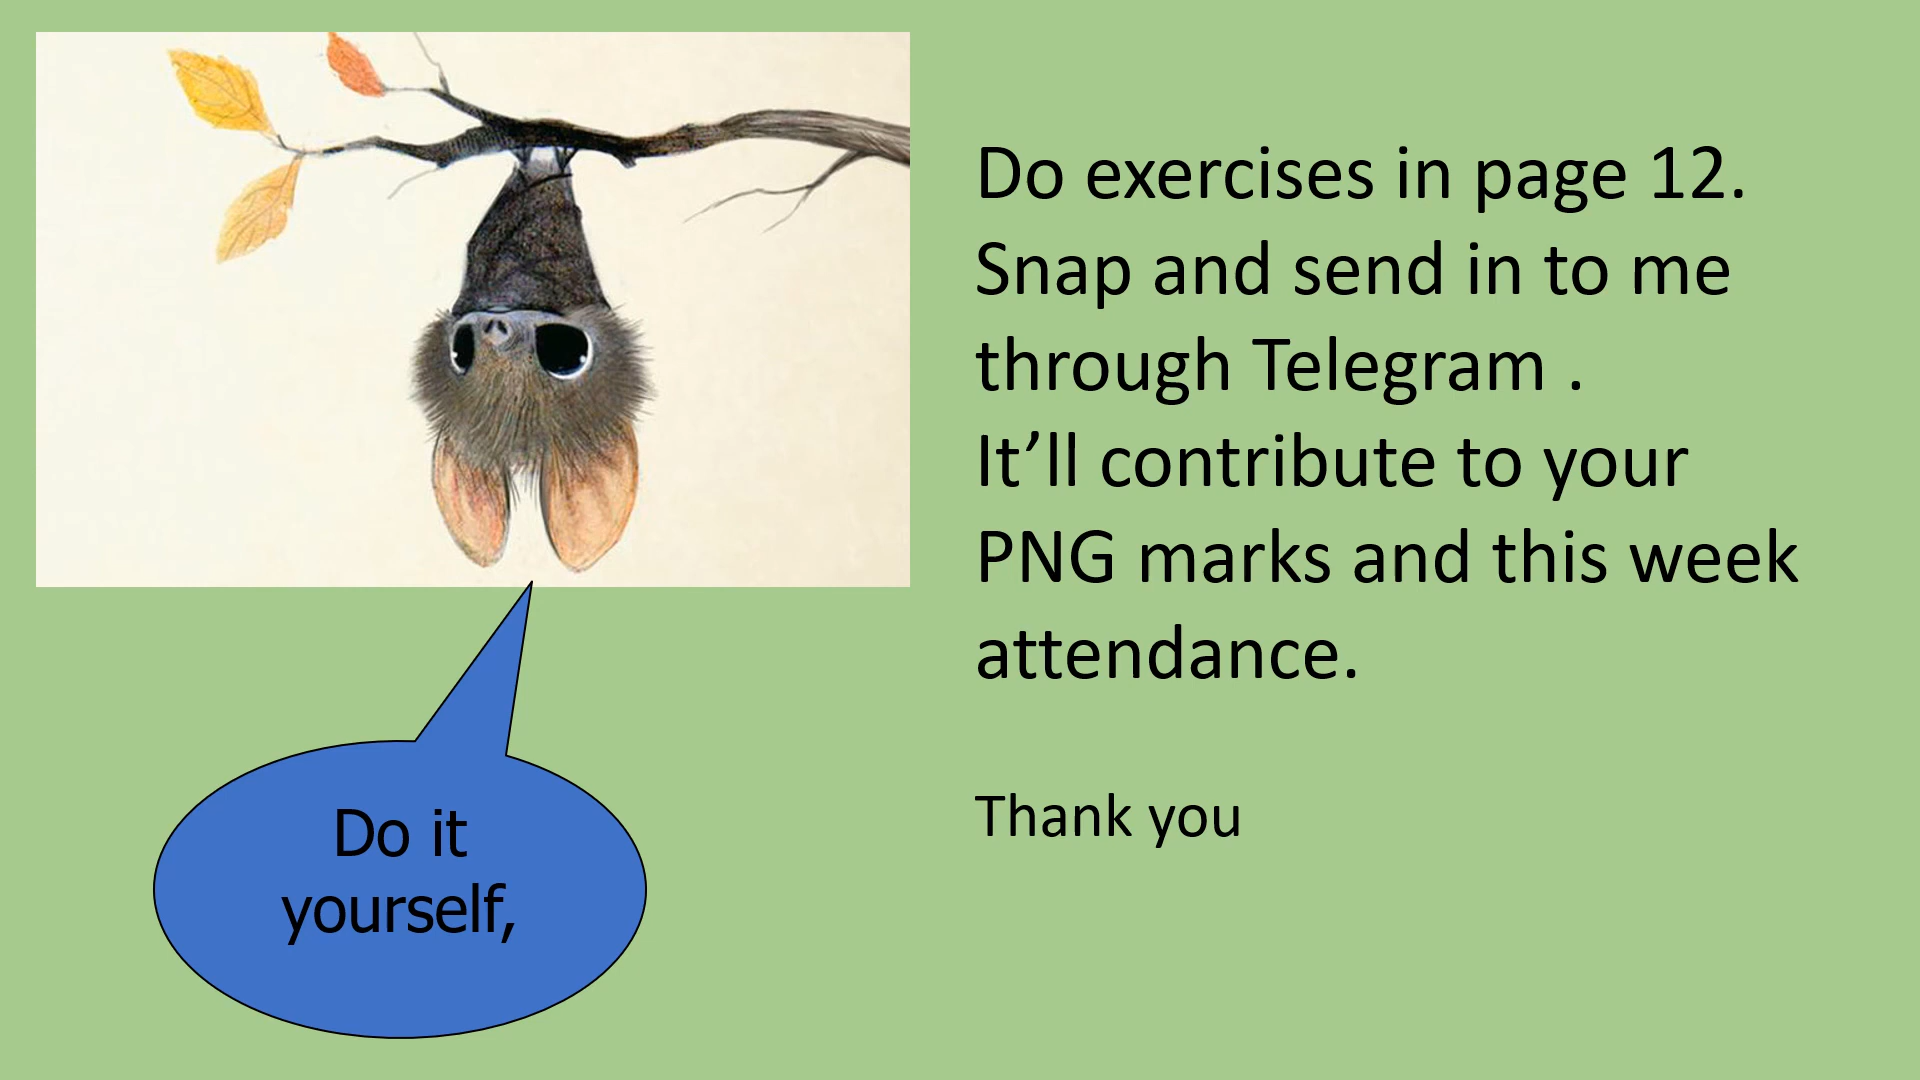 Do exercises in page 12.
Snap and send in to me
through Telegram .
It’ll contribute to your
PNG marks and this week
attendance.
Thank you
Do it
yourself,